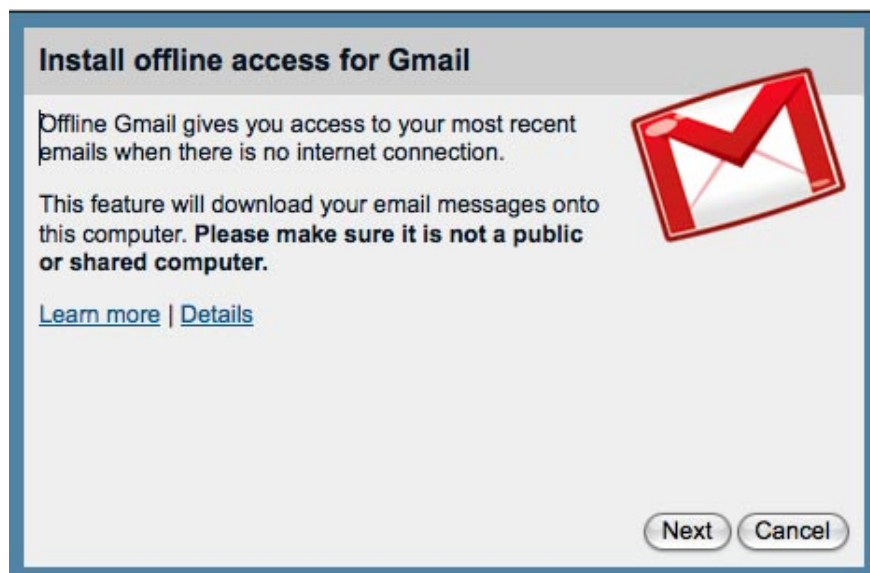 Install offline access for Gmail
Offline Gmail gives you access to your most recent
emails when there is no internet connection.
This feature will download your email messages onto
this computer. Please make sure it is not a public
or shared computer.
Learn more | Details
Next Cancel